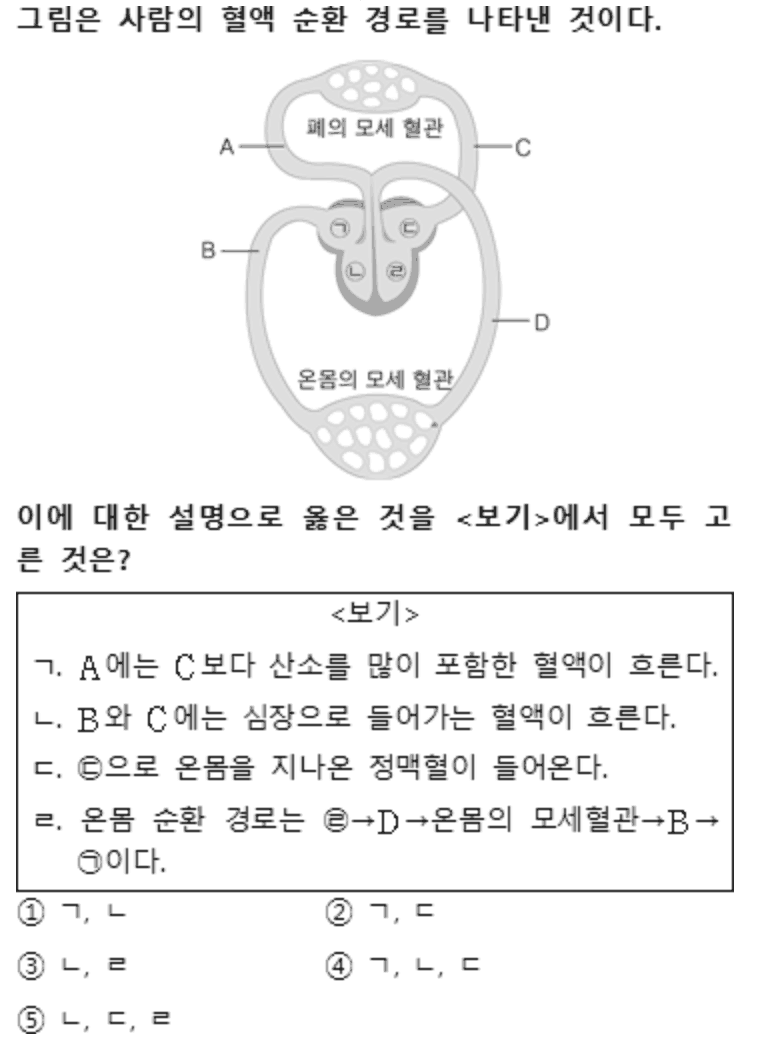 그림은 사람의 혈액 순환 경로를 나타낸 것이다.
폐의 모세 혈관
A
C
㉠
㉢
B
㉡
㉣
D
온몸의 모세 혈관
이에 대한 설명으로 옳은 것을 <보기>에서 모두 고
른 것은?
<보기>
ㄱ. A에는 C보다 산소를 많이 포함한 혈액이 흐른다.
ㄴ. B와 C에는 심장으로 들어가는 혈액이 흐른다.
ㄷ. ㉢으로 온몸을 지나온 정맥혈이 들어온다.
ㄹ. 온몸 순환 경로는 ㉣→D→온몸의 모세혈관→B→
㉠이다.
① ㄱ, ㄴ ② ㄱ, ㄷ
③ ㄴ, ㄹ ④ ㄱ, ㄴ, ㄷ
⑤ ㄴ, ㄷ, ㄹ